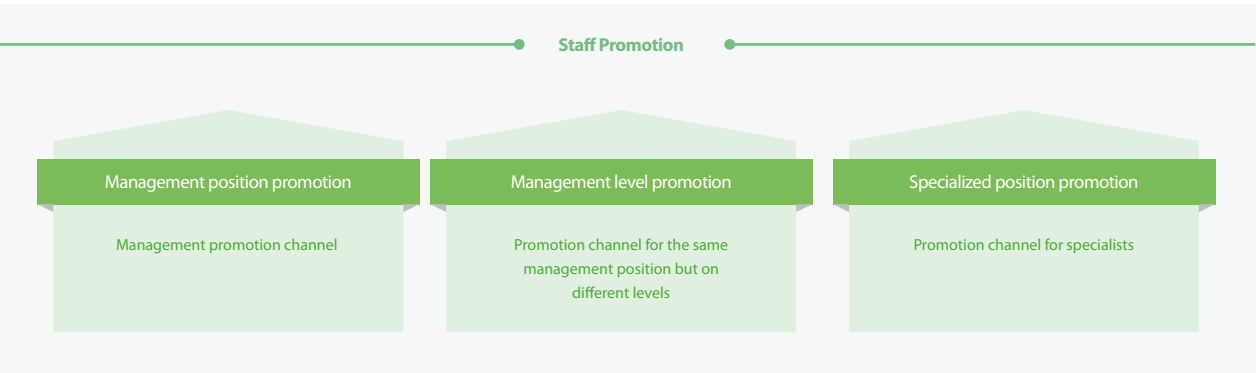 Staff Promotion
Management position promotion
Management promotion channel
Management level promotion
Promotion channel for the same
management position but on
different levels
Specialized position promotion
Promotion channel for specialists